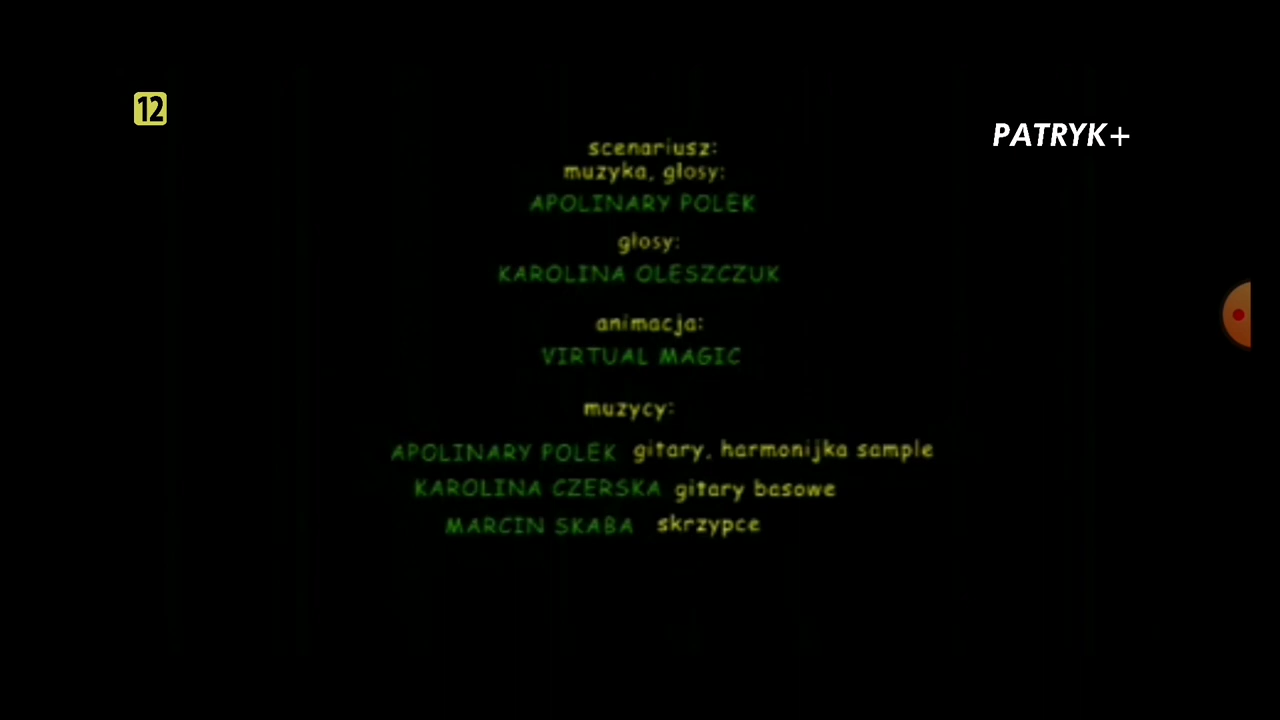 12
PATRYK+
scenariusz:
muzyka, głosy:
APOLINARY POLEK
głosy:
KAROLINA OLESZCZUK
animacja:
VIRTUAL MAGIC
muzycy:
APOLINARY POLEK gitary, harmonijka sample
KAROLINA CZERSKA gitary basowe
MARCIN SKABA skrzypce